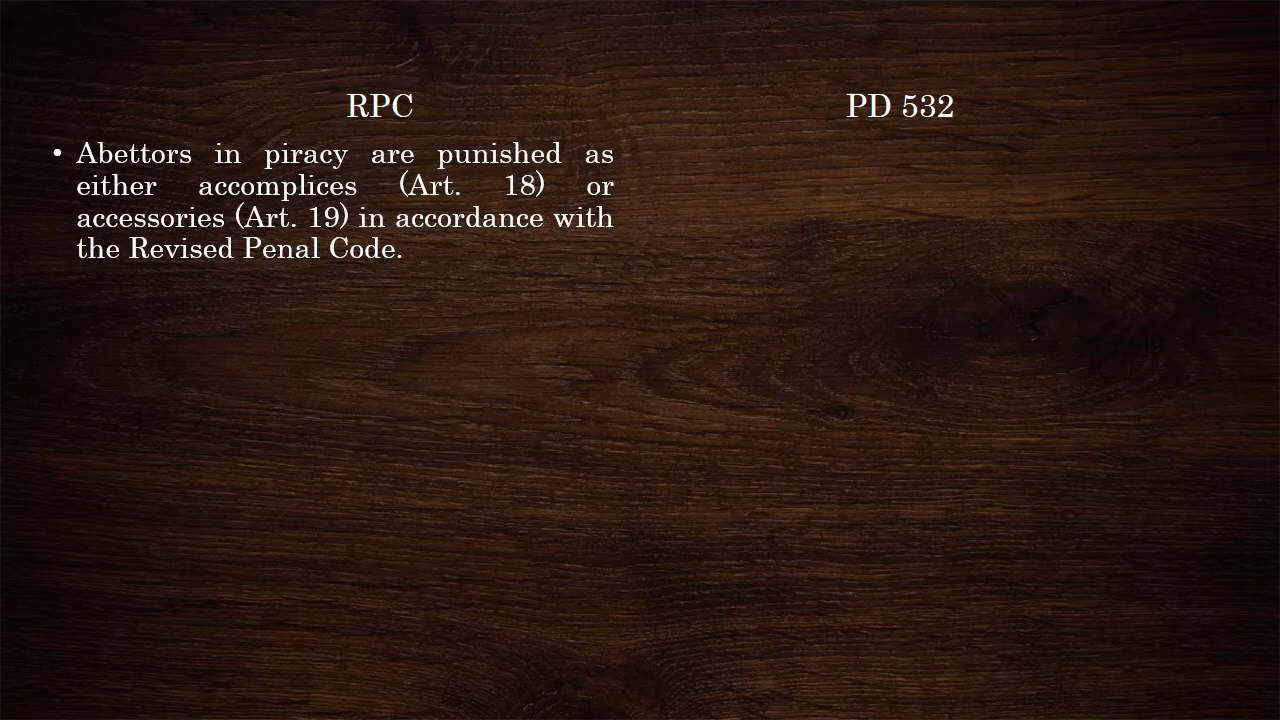 RPC
PD 532
• Abettors in piracy are punished as
either accomplices (Art. 18) or
accessories (Art. 19) in accordance with
the Revised Penal Code.